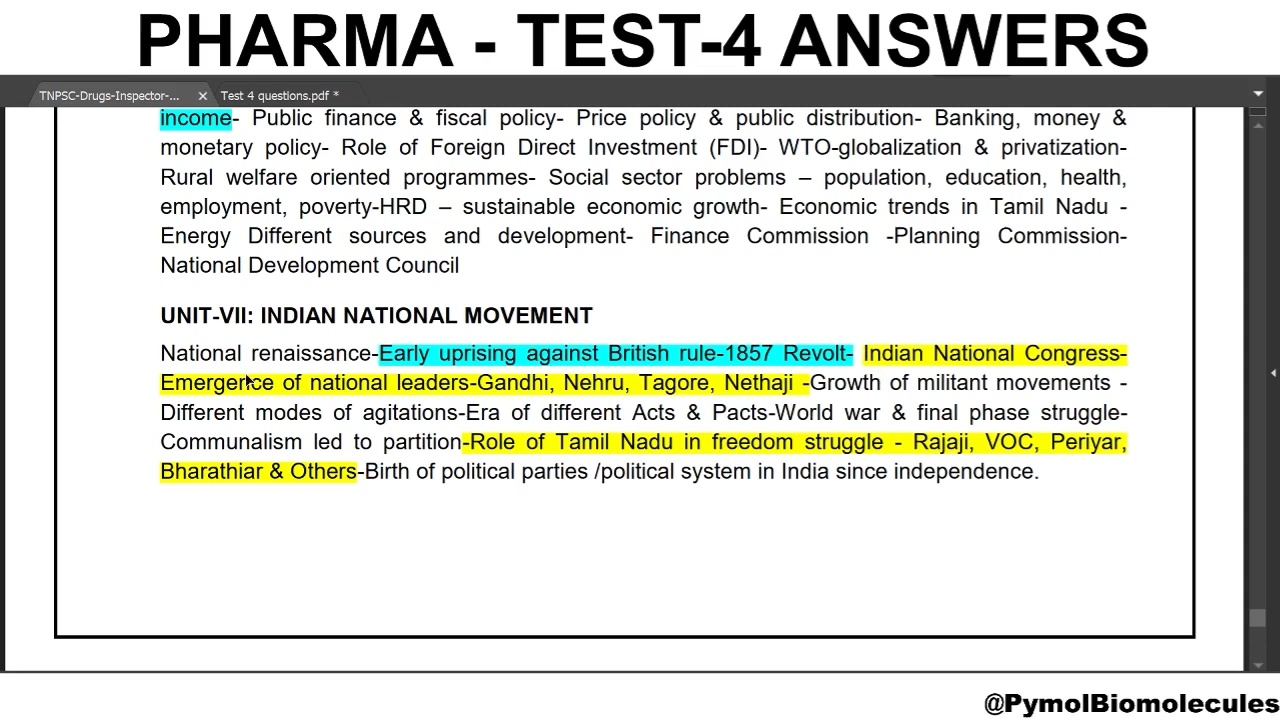 PHARMA - TEST-4 ANSWERS
TNPSC-Drugs-Inspector-...
Test 4 questions.pdf *
income- Public finance & fiscal policy- Price policy & public distribution- Banking, money &
monetary policy- Role of Foreign Direct Investment (FDI)- WTO-globalization & privatization-
Rural welfare oriented programmes- Social sector problems – population, education, health,
employment, poverty-HRD – sustainable economic growth- Economic trends in Tamil Nadu -
Energy Different sources and development- Finance Commission -Planning Commission-
National Development Council
UNIT-VII: INDIAN NATIONAL MOVEMENT
National renaissance-Early uprising against British rule-1857 Revolt- Indian National Congress-
Emergence of national leaders-Gandhi, Nehru, Tagore, Nethaji -Growth of militant movements -
Different modes of agitations-Era of different Acts & Pacts-World war & final phase struggle-
Communalism led to partition-Role of Tamil Nadu in freedom struggle - Rajaji, VOC, Periyar,
Bharathiar & Others-Birth of political parties /political system in India since independence.
@PymolBiomolecules